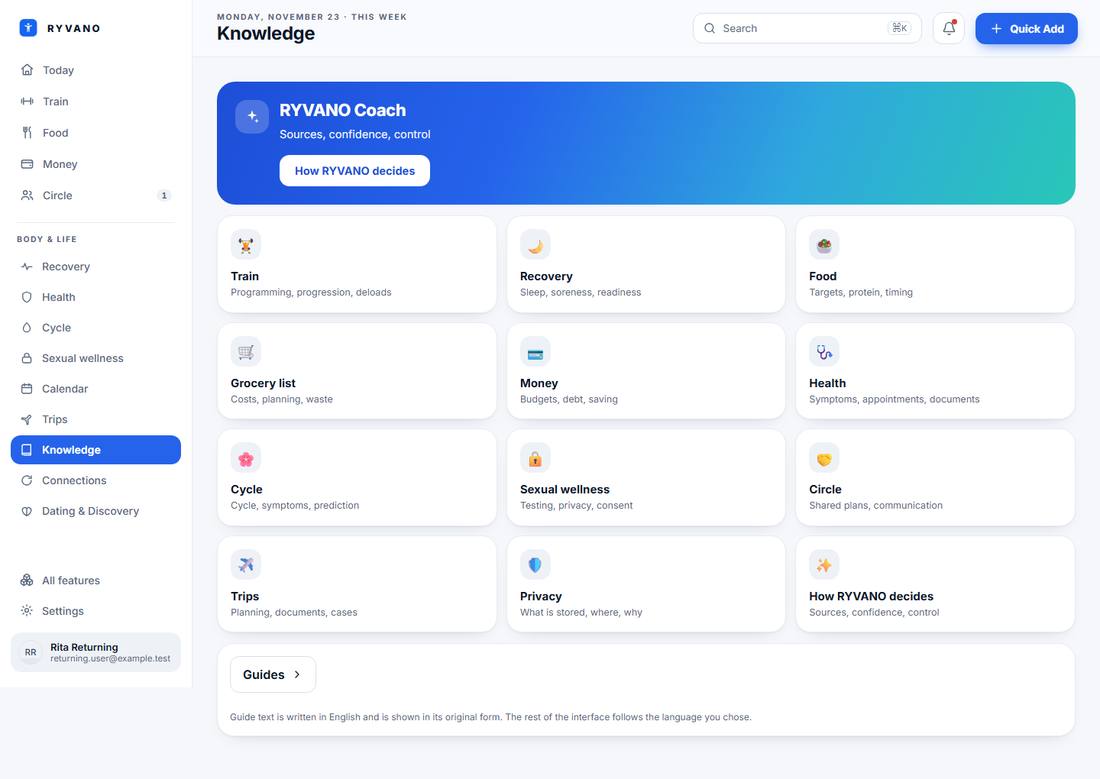 RYVANO
Today
Train
Food
Money
Circle
1
BODY & LIFE
Recovery
Health
Cycle
Sexual wellness
Calendar
Trips
Knowledge
Connections
Dating & Discovery
All features
Settings
RR
Rita Returning
returning.user@example.test
MONDAY, NOVEMBER 23 · THIS WEEK
Knowledge
Search
⌘K
Quick Add
RYVANO Coach
Sources, confidence, control
How RYVANO decides
Train
Programming, progression, deloads
Recovery
Sleep, soreness, readiness
Food
Targets, protein, timing
Grocery list
Costs, planning, waste
Money
Budgets, debt, saving
Health
Symptoms, appointments, documents
Cycle
Cycle, symptoms, prediction
Sexual wellness
Testing, privacy, consent
Circle
Shared plans, communication
Trips
Planning, documents, cases
Privacy
What is stored, where, why
How RYVANO decides
Sources, confidence, control
Guides
Guide text is written in English and is shown in its original form. The rest of the interface follows the language you chose.